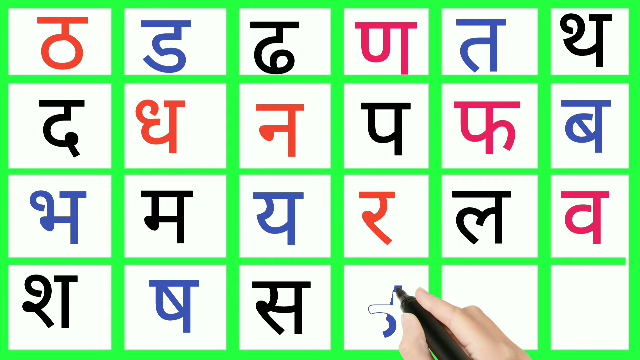 ठ ड ढ ण त थ
द ध न प फ ब
भ म य र ल व
श ष स